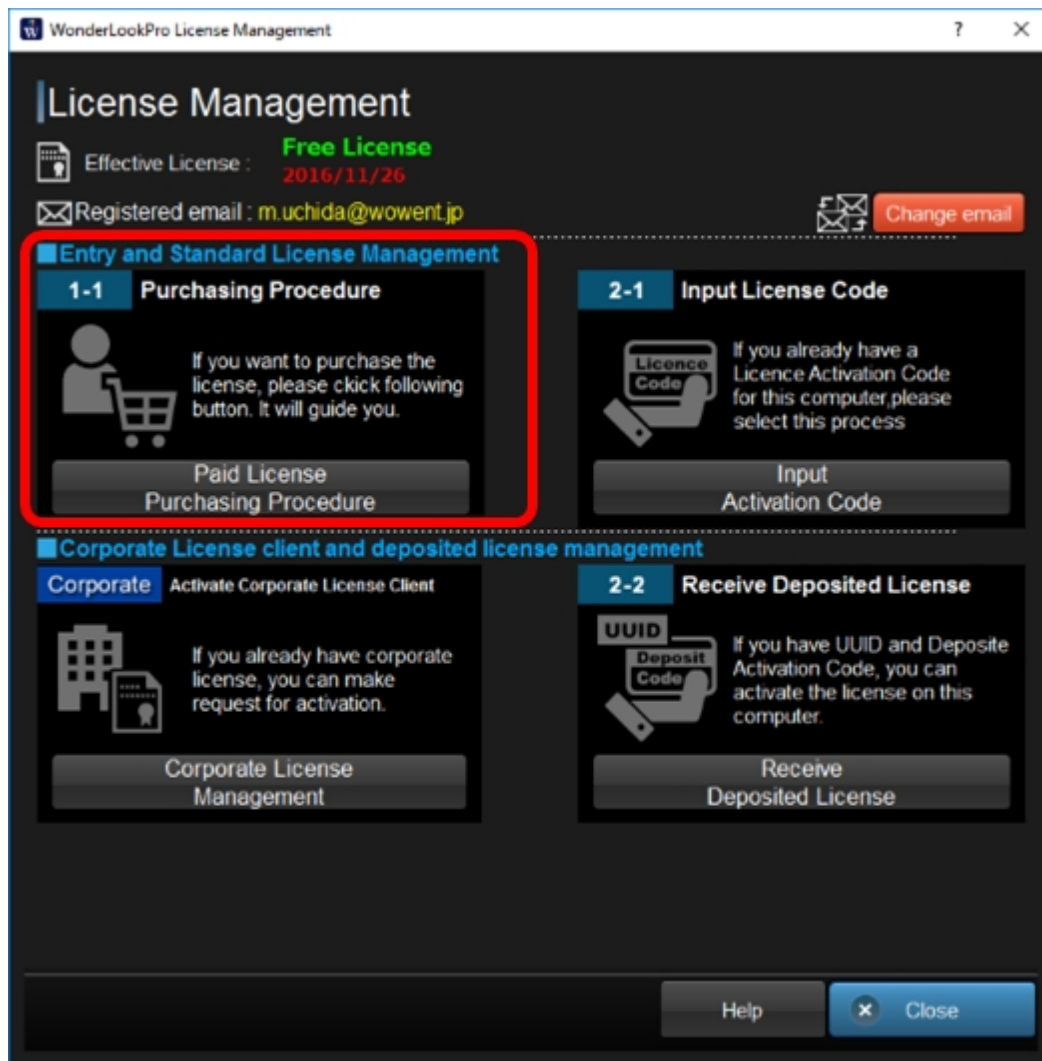 WonderLookPro License Management
License Management
Effective License :
Free License
2016/11/26
Registered email : m.uchida@wowent.jp
Change email
Entry and Standard License Management
1-1 Purchasing Procedure
If you want to purchase the
license, please ckick following
button. It will guide you.
Paid License
Purchasing Procedure
2-1 Input License Code
Licence
Code
If you already have a
Licence Activation Code
for this computer,please
select this process
Input
Activation Code
Corporate License client and deposited license management
Corporate Activate Corporate License Client
If you already have corporate
license, you can make
request for activation.
Corporate License
Management
2-2 Receive Deposited License
UUID
Deposit
Code
If you have UUID and Deposite
Activation Code, you can
activate the license on this
computer.
Receive
Deposited License
Help
Close